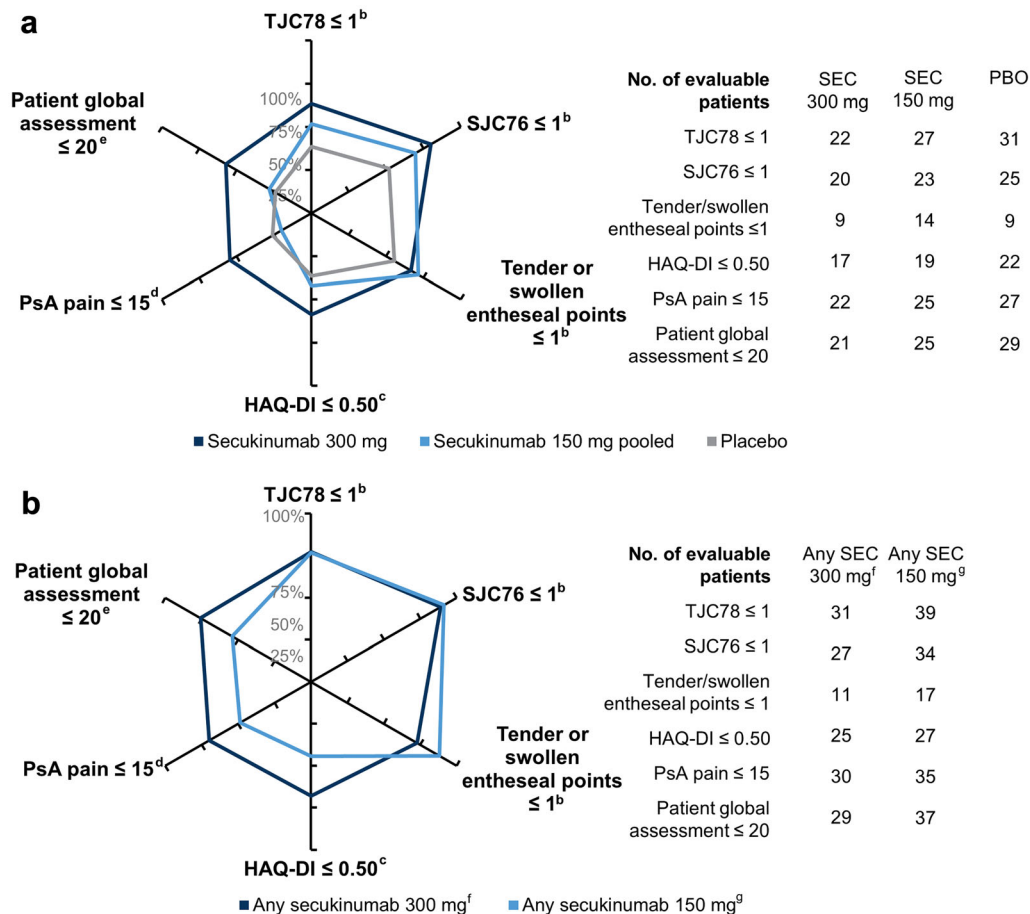 a
TJC78 ≤ 1b
100%
75%
50%
25%
SJC76 ≤ 1b
Tender or
swollen
entheseal points
≤ 1b
HAQ-DI ≤ 0.50c
PsA pain ≤ 15d
Patient global
assessment
≤ 20e
Secukinumab 300 mg Secukinumab 150 mg pooled Placebo
No. of evaluable patients SEC 300 mg SEC 150 mg PBO
TJC78 ≤ 1 22 27 31
SJC76 ≤ 1 20 23 25
Tender/swollen
entheseal points ≤1 9 14 9
HAQ-DI ≤ 0.50 17 19 22
PsA pain ≤ 15 22 25 27
Patient global
assessment ≤ 20 21 25 29
b
TJC78 ≤ 1b
100%
75%
50%
25%
SJC76 ≤ 1b
Tender or
swollen
entheseal points
≤ 1b
HAQ-DI ≤ 0.50c
PsA pain ≤ 15d
Patient global
assessment
≤ 20e
Any secukinumab 300 mgf Any secukinumab 150 mgg
No. of evaluable patients Any SEC 300 mgf Any SEC 150 mgg
TJC78 ≤ 1 31 39
SJC76 ≤ 1 27 34
Tender/swollen
entheseal points ≤ 1 11 17
HAQ-DI ≤ 0.50 25 27
PsA pain ≤ 15 30 35
Patient global
assessment ≤ 20 29 37